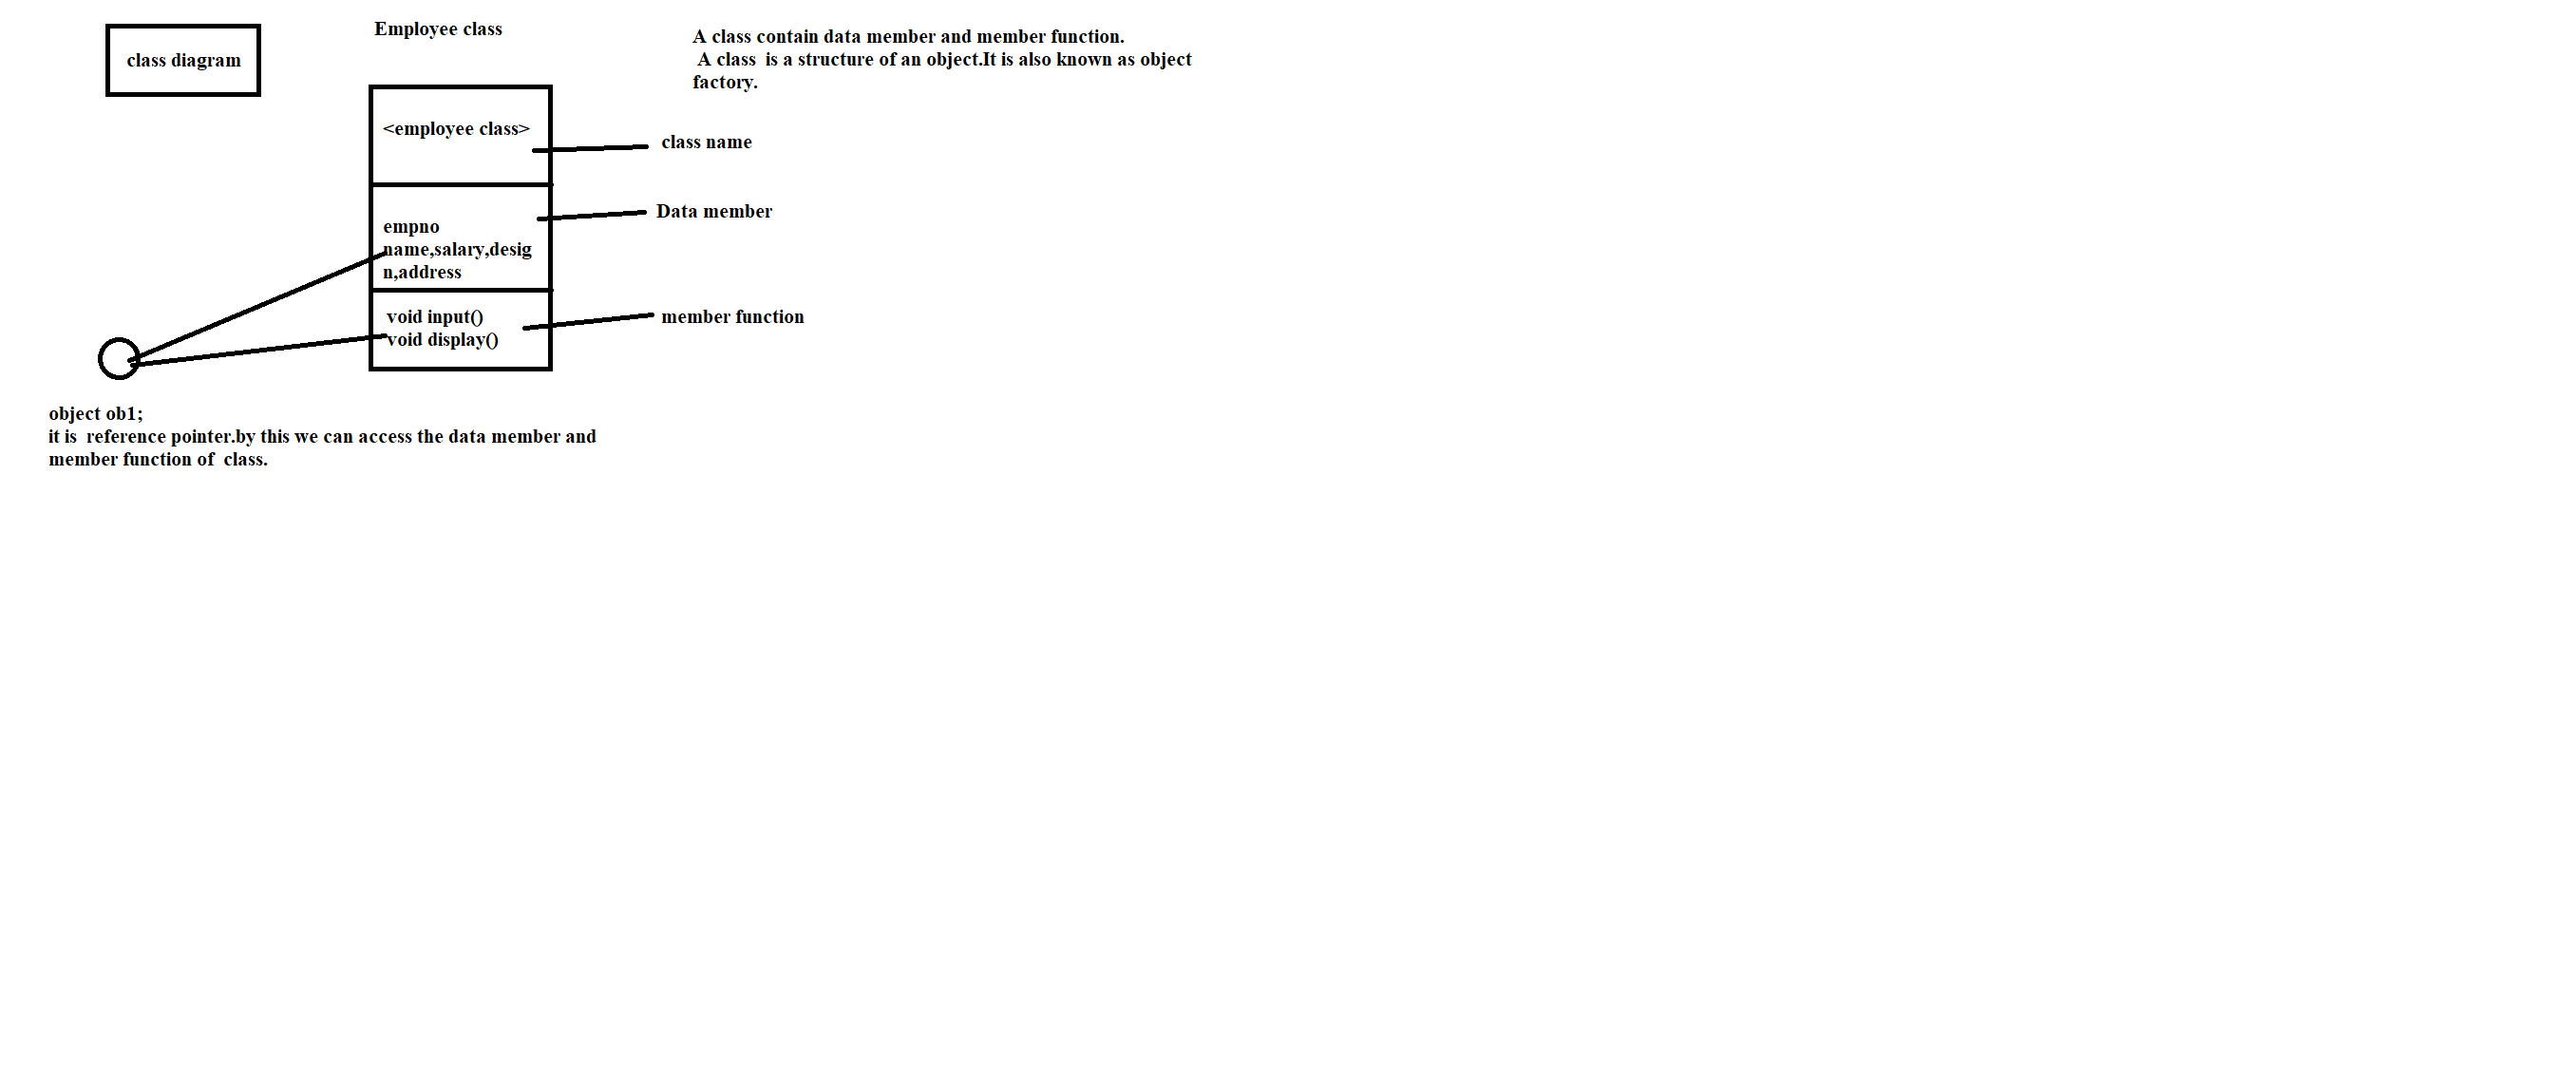 class diagram
Employee class
A class contain data member and member function.
A class  is a structure of an object.It is also known as object
factory.
<employee class>
class name
Data member
empno
name,salary,desig
n,address
void input()
void display()
member function
object ob1;
it is  reference pointer.by this we can access the data member and
member function of  class.